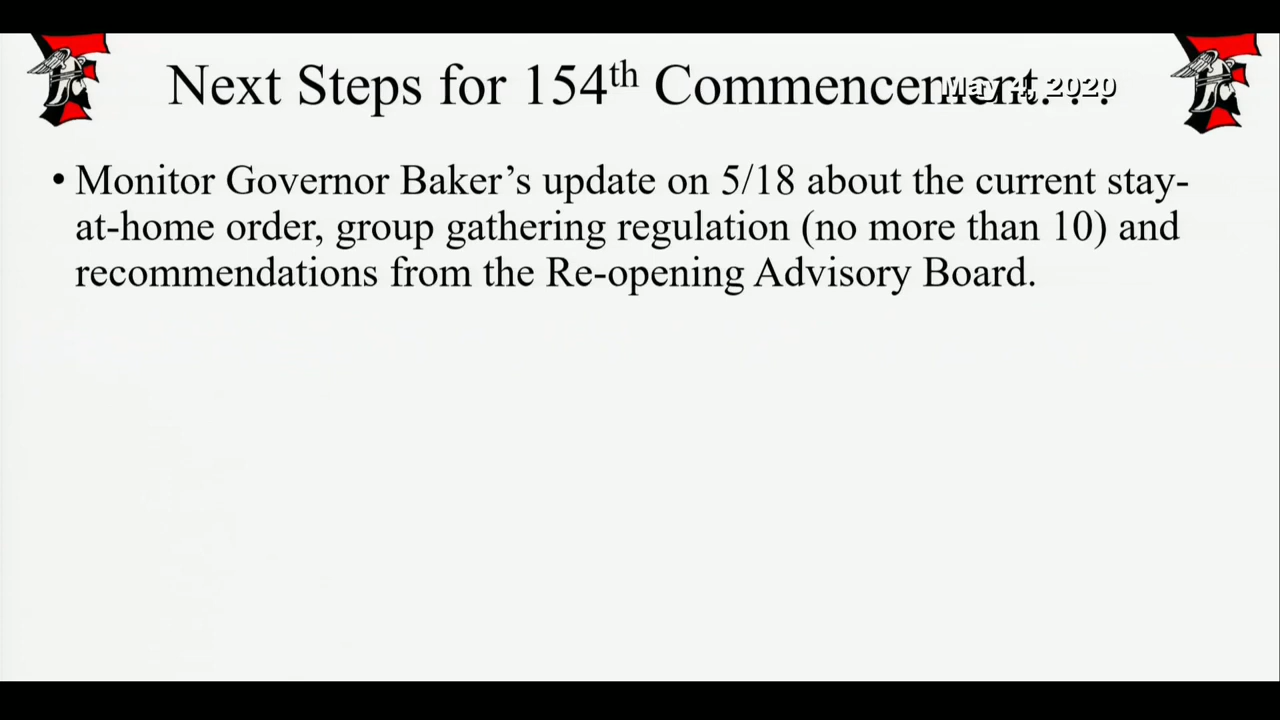 Next Steps for 154th Commencement. . .
May 4, 2020
• Monitor Governor Baker’s update on 5/18 about the current stay-
at-home order, group gathering regulation (no more than 10) and
recommendations from the Re-opening Advisory Board.